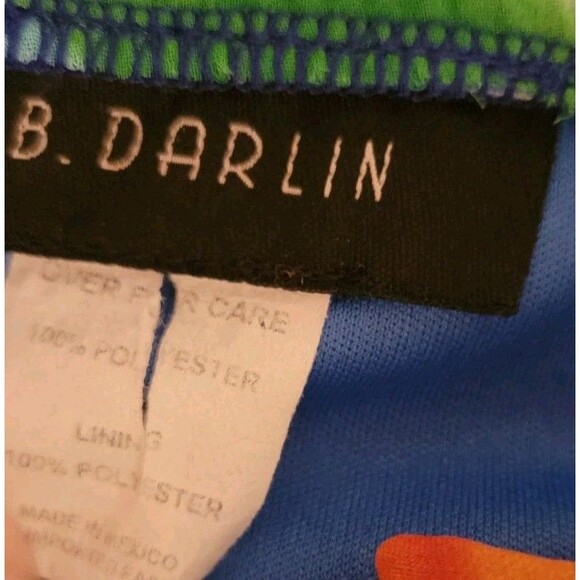 B. DARLIN
OVER FOR CARE
100% POLYESTER
LINING
100% POLYESTER
MADE IN MEXICO